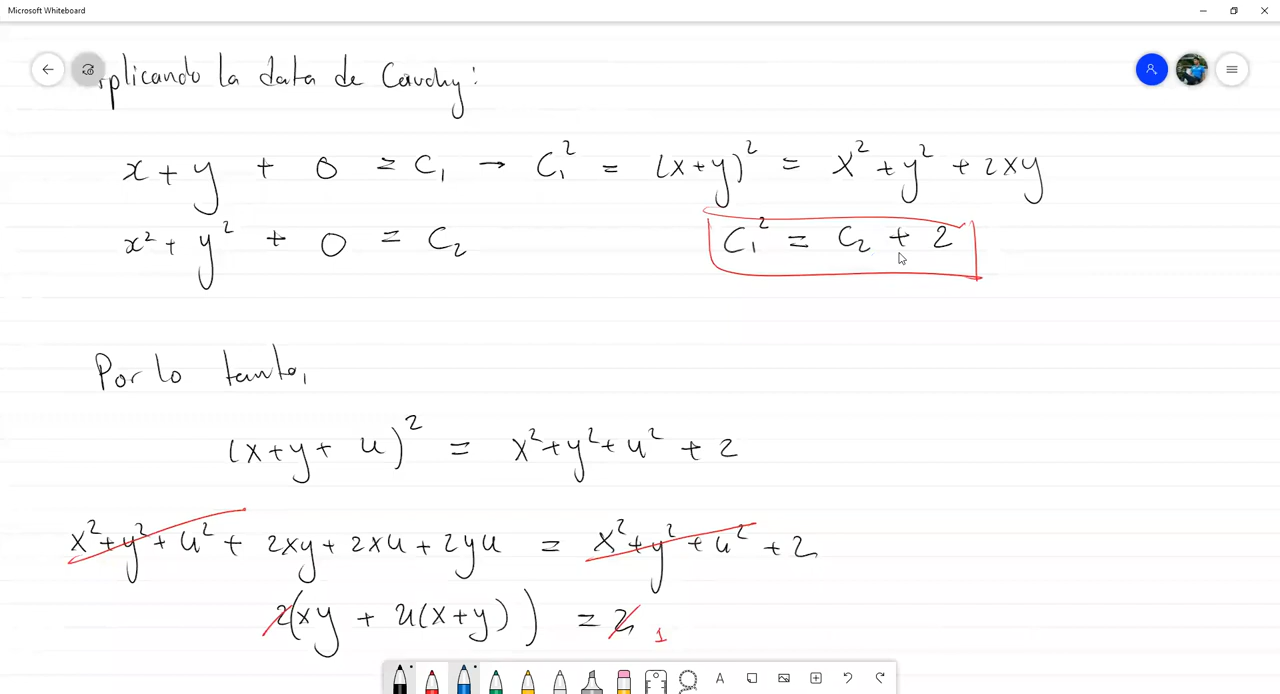 Microsoft Whiteboard
plicando la data de Cauchy:
x + y + 0 = C₁ → C₁² = (x+y)² = x² + y² + 2xy
x² + y² + 0 = C₂
C₁² = C₂ + 2
Por lo tanto,
(x+y+ u)² = x²+y²+u² + 2
x²+y²+u² + 2xy + 2xu + 2yu = x²+y²+u² + 2
2(xy + u(x+y)) = 2 1
A